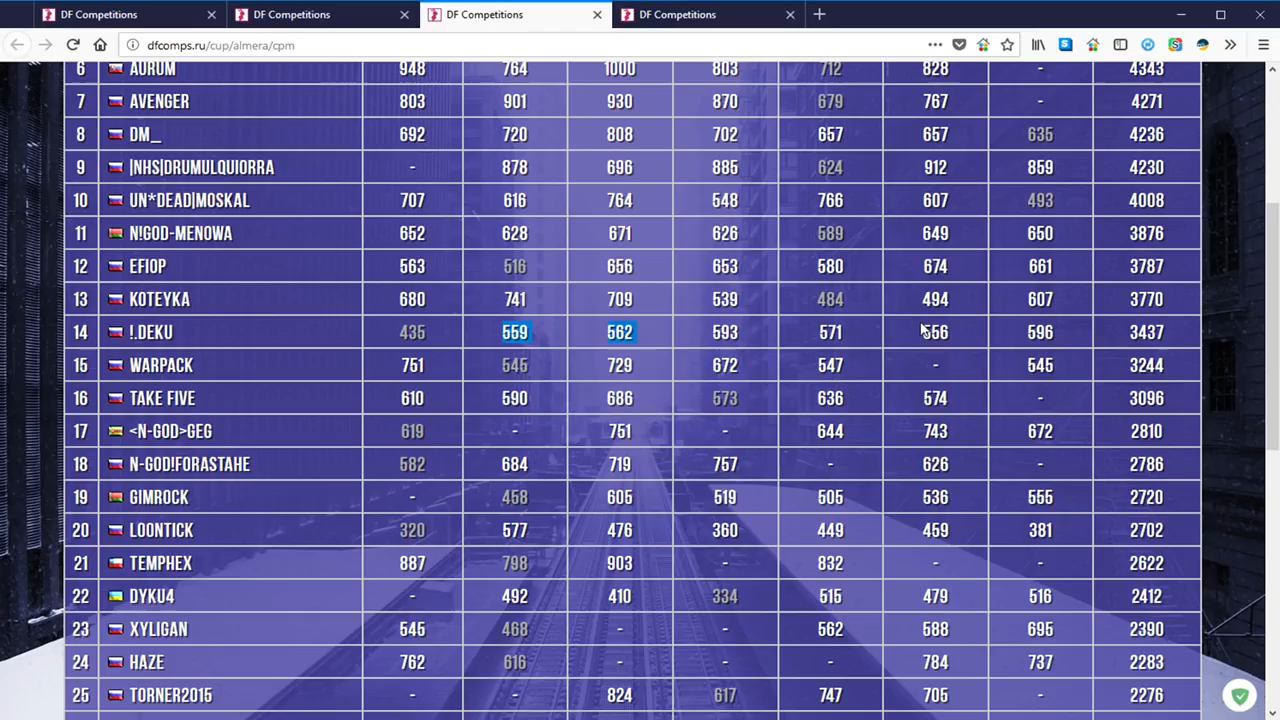 DF Competitions DF Competitions DF Competitions DF Competitions
dfcomps.ru/cup/almera/cpm
6 AURUM 948 764 1000 803 712 828 - 4343
7 AVENGER 803 901 930 870 679 767 - 4271
8 DM_ 692 720 808 702 657 657 635 4236
9 |NHS|DRUMULQUIORRA - 878 696 885 624 912 859 4230
10 UN*DEAD|MOSKAL 707 616 764 548 766 607 493 4008
11 N!GOD-MENOWA 652 628 671 626 589 649 650 3876
12 EFIOP 563 516 656 653 580 674 661 3787
13 KOTEYKA 680 741 709 539 484 494 607 3770
14 !.DEKU 435 559 562 593 571 556 596 3437
15 WARPACK 751 545 729 672 547 - 545 3244
16 TAKE FIVE 610 590 686 573 636 574 - 3096
17 <N-GOD>GEG 619 - 751 - 644 743 672 2810
18 N-GOD!FORASTAHE 582 684 719 757 - 626 - 2786
19 GIMROCK - 458 605 519 505 536 555 2720
20 LOONTICK 320 577 476 360 449 459 381 2702
21 TEMPHEX 887 798 903 - 832 - - 2622
22 DYKU4 - 492 410 334 515 479 516 2412
23 XYLIGAN 545 468 - - 562 588 695 2390
24 HAZE 762 616 - - - 784 737 2283
25 TORNER2015 - - 824 617 747 705 - 2276